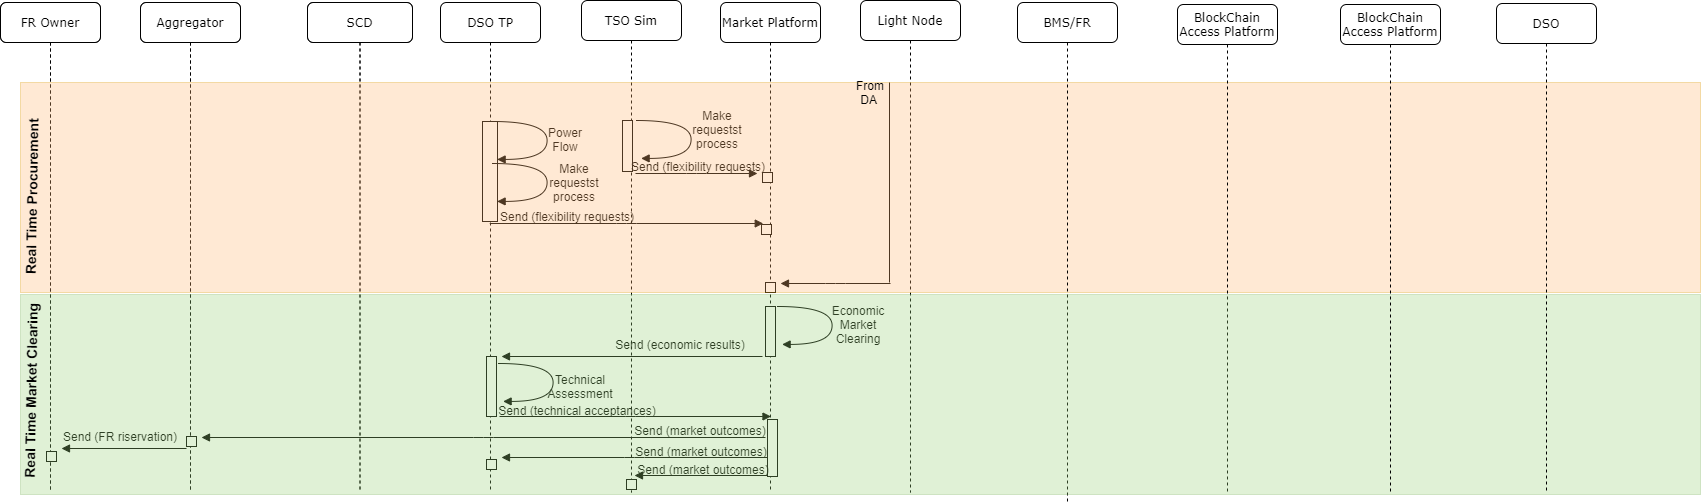 FR Owner
Aggregator
SCD
DSO TP
TSO Sim
Market Platform
Light Node
BMS/FR
BlockChain
Access Platform
BlockChain
Access Platform
DSO
Real Time Procurement
From
DA
Power
Flow
Make
requestst
process
Make
requestst
process
Send (flexibility requests)
Send (flexibility requests)
Real Time Market Clearing
Economic
Market
Clearing
Send (economic results)
Technical
Assessment
Send (technical acceptances)
Send (market outcomes)
Send (FR riservation)
Send (market outcomes)
Send (market outcomes)